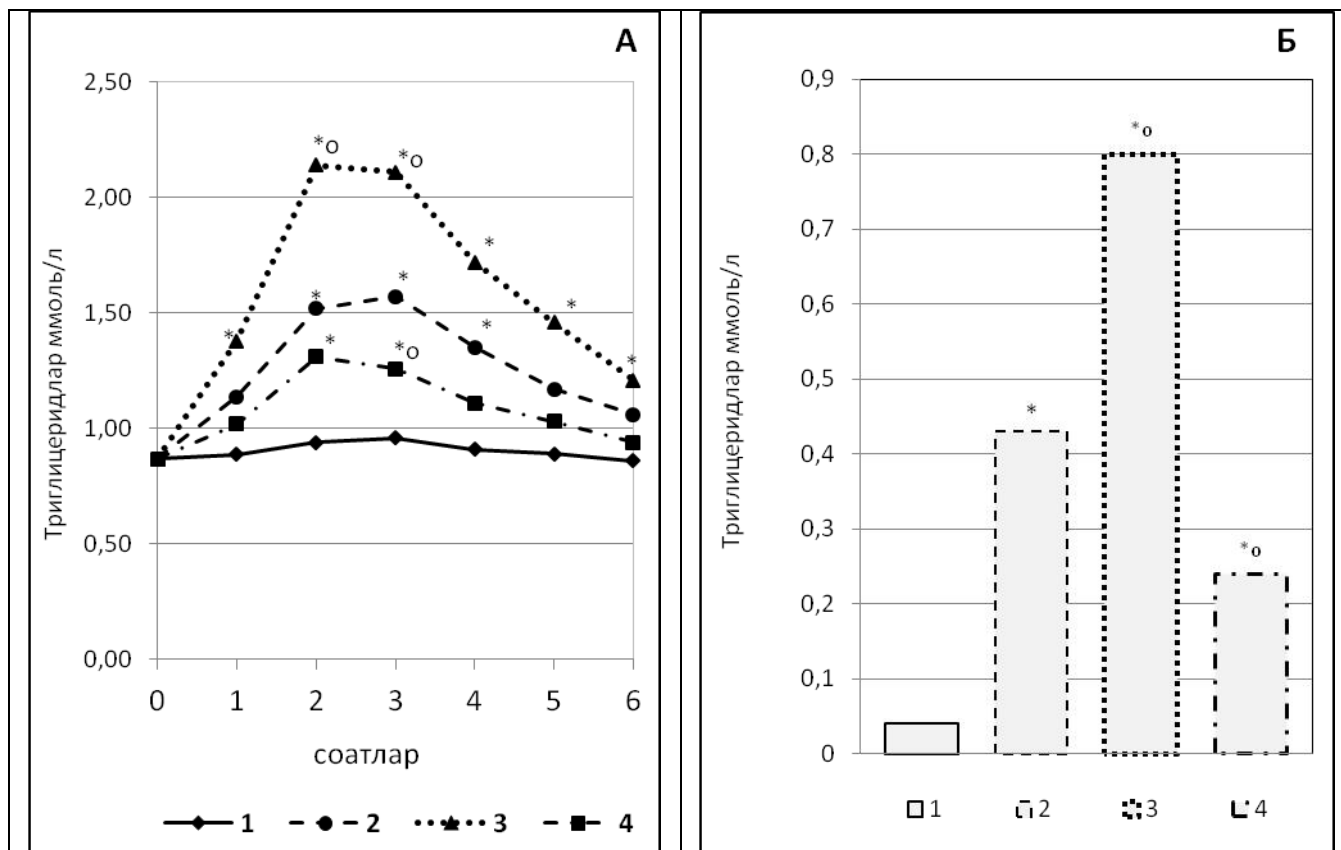 А
Триглицеридлар ммоль/л
2,50
2,00
1,50
1,00
0,50
0,00
*о
*о
*
*
*
*
*
*
*
*
*
*о
0 1 2 3 4 5 6
соатлар
1 2 3 4
Б
Триглицеридлар ммоль/л
0,9
0,8
0,7
0,6
0,5
0,4
0,3
0,2
0,1
0
*о
*
*о
1 2 3 4